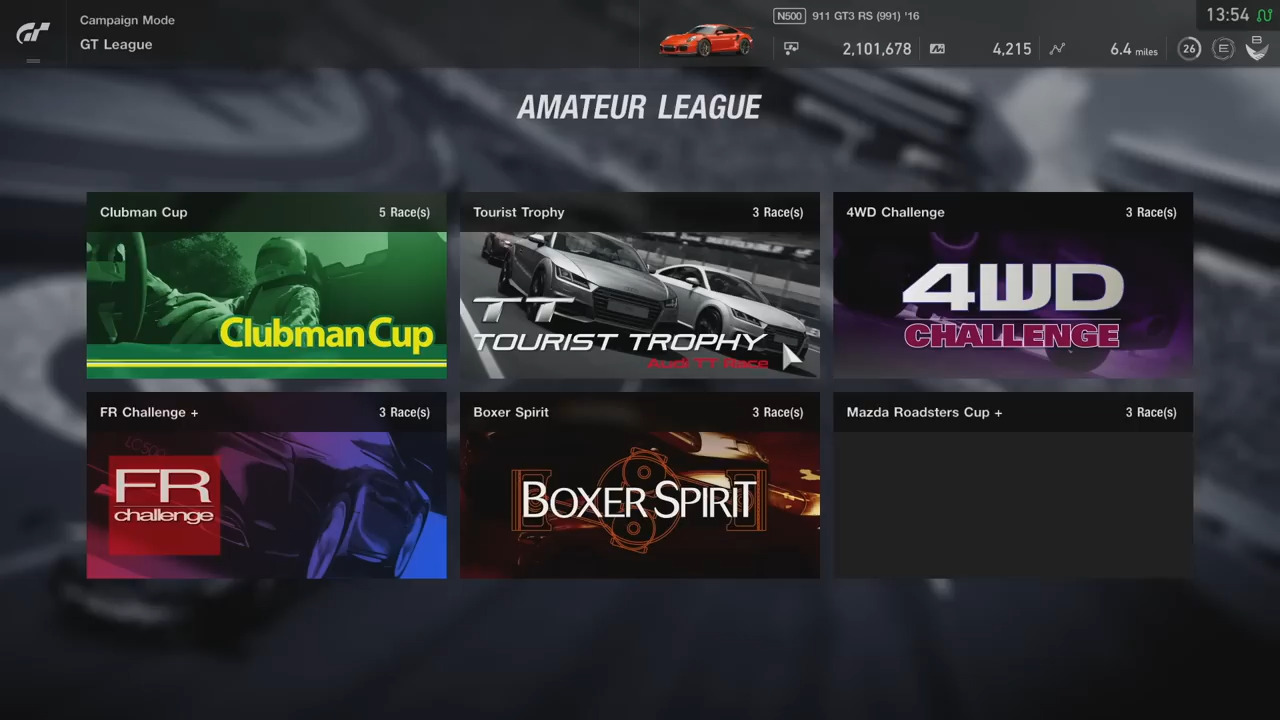 Campaign Mode
GT League
N500 911 GT3 RS (991) '16
13:54
2,101,678
4,215
6.4 miles
26
E
B
AMATEUR LEAGUE
Clubman Cup 5 Race(s)
Clubman Cup
Tourist Trophy 3 Race(s)
TT
TOURIST TROPHY
Audi TT Race
4WD Challenge 3 Race(s)
4WD
CHALLENGE
FR Challenge + 3 Race(s)
LC500
FR
challenge
Boxer Spirit 3 Race(s)
BOXER SPIRIT
Mazda Roadsters Cup + 3 Race(s)